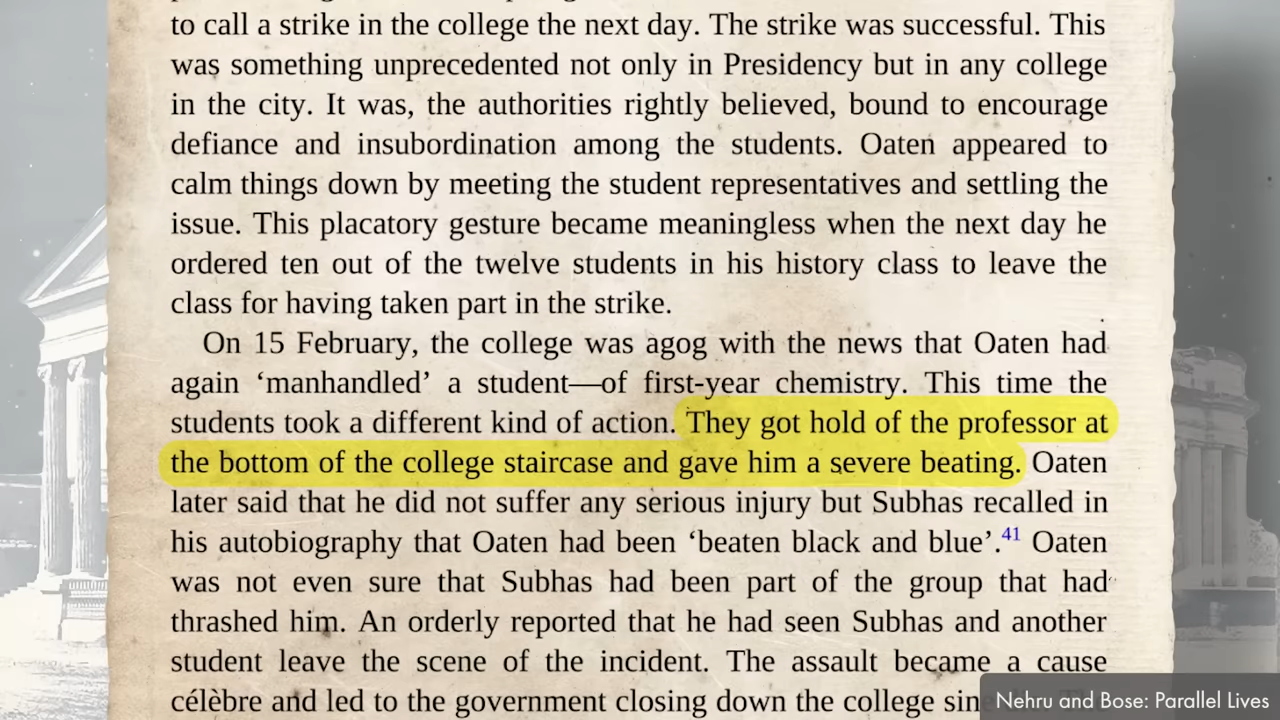 to call a strike in the college the next day. The strike was successful. This
was something unprecedented not only in Presidency but in any college
in the city. It was, the authorities rightly believed, bound to encourage
defiance and insubordination among the students. Oaten appeared to
calm things down by meeting the student representatives and settling the
issue. This placatory gesture became meaningless when the next day he
ordered ten out of the twelve students in his history class to leave the
class for having taken part in the strike.
On 15 February, the college was agog with the news that Oaten had
again ‘manhandled’ a student—of first-year chemistry. This time the
students took a different kind of action. They got hold of the professor at
the bottom of the college staircase and gave him a severe beating. Oaten
later said that he did not suffer any serious injury but Subhas recalled in
his autobiography that Oaten had been ‘beaten black and blue’.41 Oaten
was not even sure that Subhas had been part of the group that had
thrashed him. An orderly reported that he had seen Subhas and another
student leave the scene of the incident. The assault became a cause
célèbre and led to the government closing down the college
Nehru and Bose: Parallel Lives